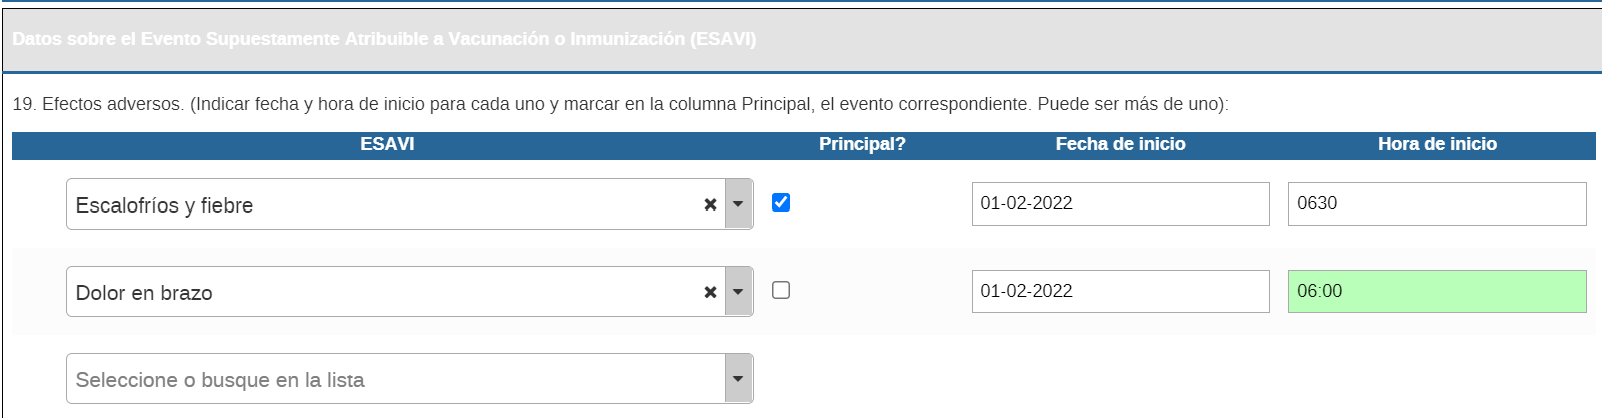 Datos sobre el Evento Supuestamente Atribuible a Vacunación o Inmunización (ESAVI)
19. Efectos adversos. (Indicar fecha y hora de inicio para cada uno y marcar en la columna Principal, el evento correspondiente. Puede ser más de uno):
ESAVI Principal? Fecha de inicio Hora de inicio
Escalofríos y fiebre 01-02-2022 0630
Dolor en brazo 01-02-2022 06:00
Seleccione o busque en la lista